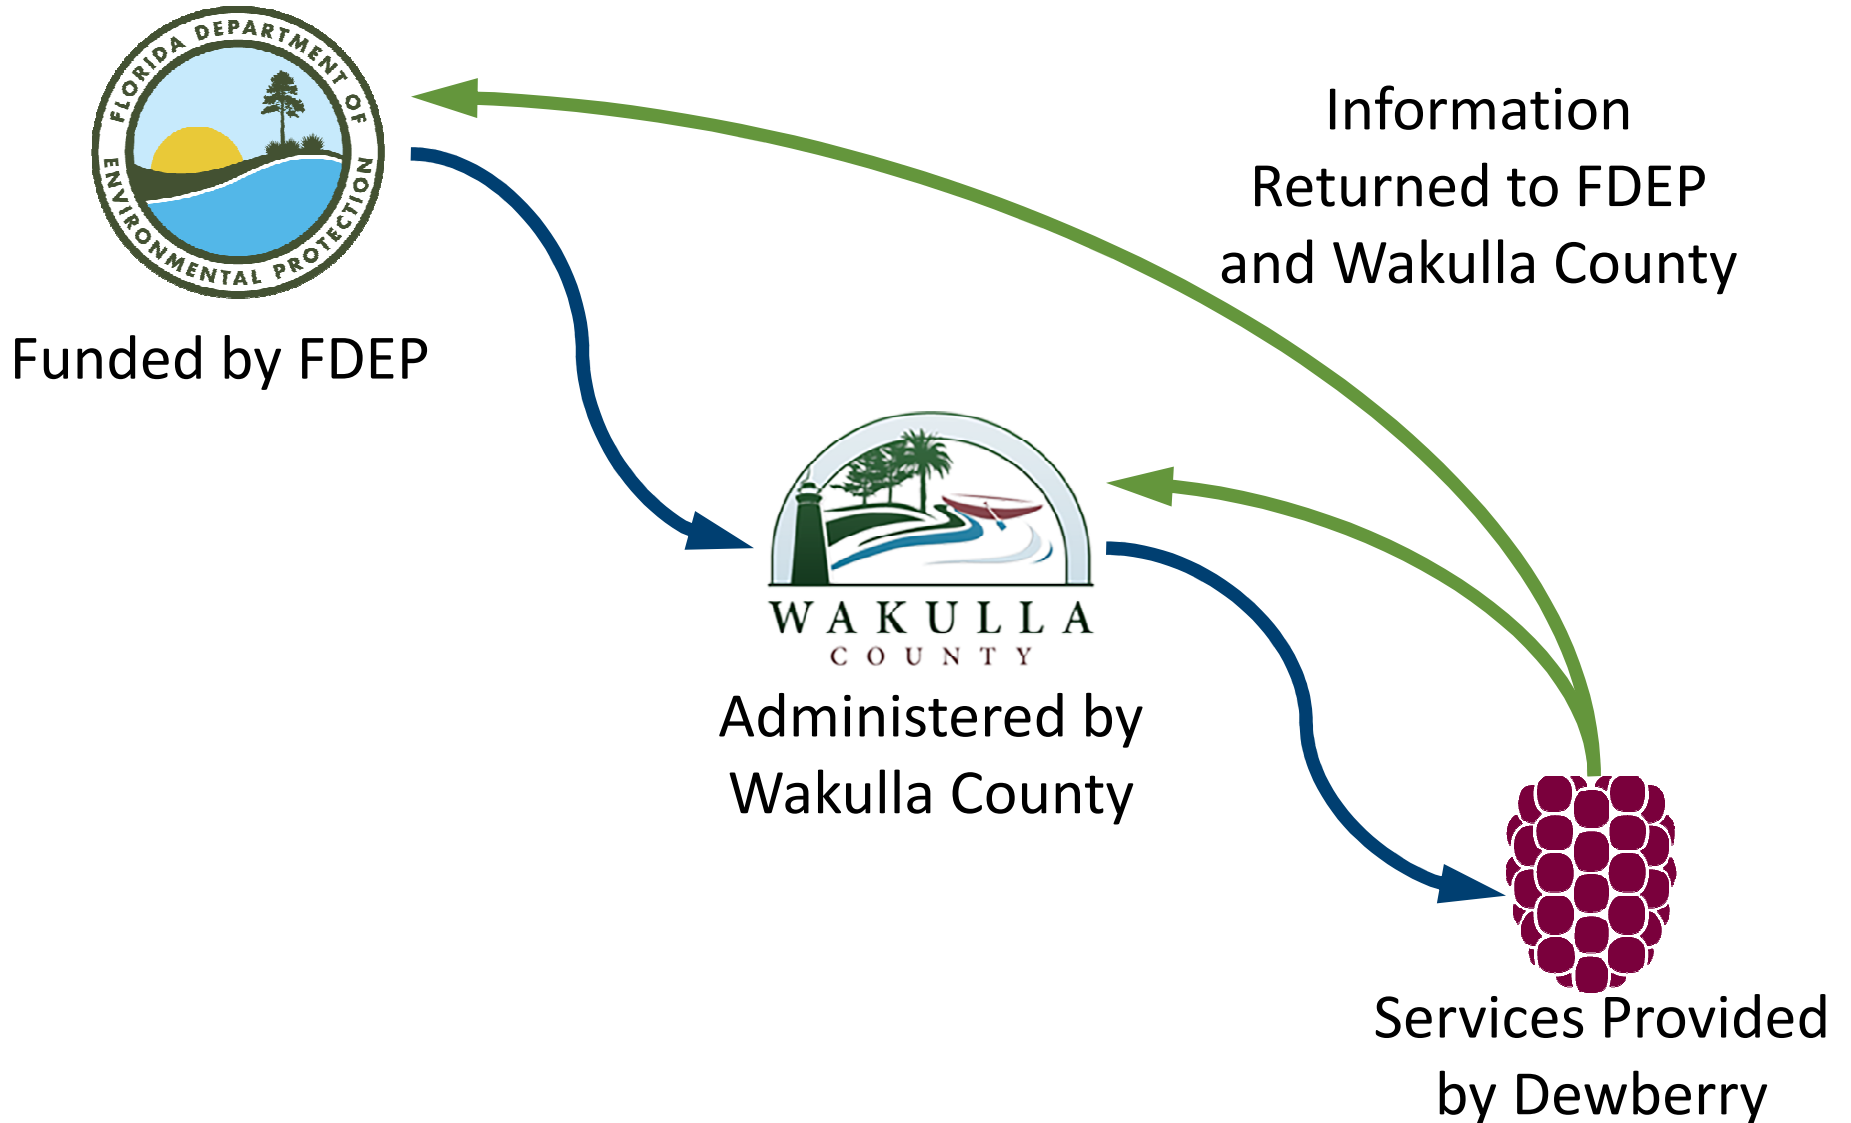 FLORIDA DEPARTMENT OF
ENVIRONMENTAL PROTECTION
Funded by FDEP
Information
Returned to FDEP
and Wakulla County
WAKULLA
COUNTY
Administered by
Wakulla County
Services Provided
by Dewberry